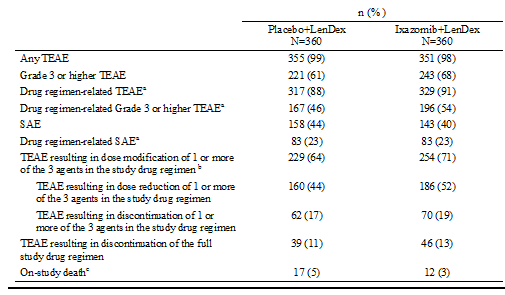 n (%)
Placebo+LenDex Ixazomib+LenDex
N=360 N=360
Any TEAE 355 (99) 351 (98)
Grade 3 or higher TEAE 221 (61) 243 (68)
Drug regimen-related TEAEa 317 (88) 329 (91)
Drug regimen-related Grade 3 or higher TEAEa 167 (46) 196 (54)
SAE 158 (44) 143 (40)
Drug regimen-related SAEa 83 (23) 83 (23)
TEAE resulting in dose modification of 1 or more 229 (64) 254 (71)
of the 3 agents in the study drug regimen b
TEAE resulting in dose reduction of 1 or more 160 (44) 186 (52)
of the 3 agents in the study drug regimen
TEAE resulting in discontinuation of 1 or 62 (17) 70 (19)
more of the 3 agents in the study drug regimen
TEAE resulting in discontinuation of the full 39 (11) 46 (13)
study drug regimen
On-study deathc 17 (5) 12 (3)